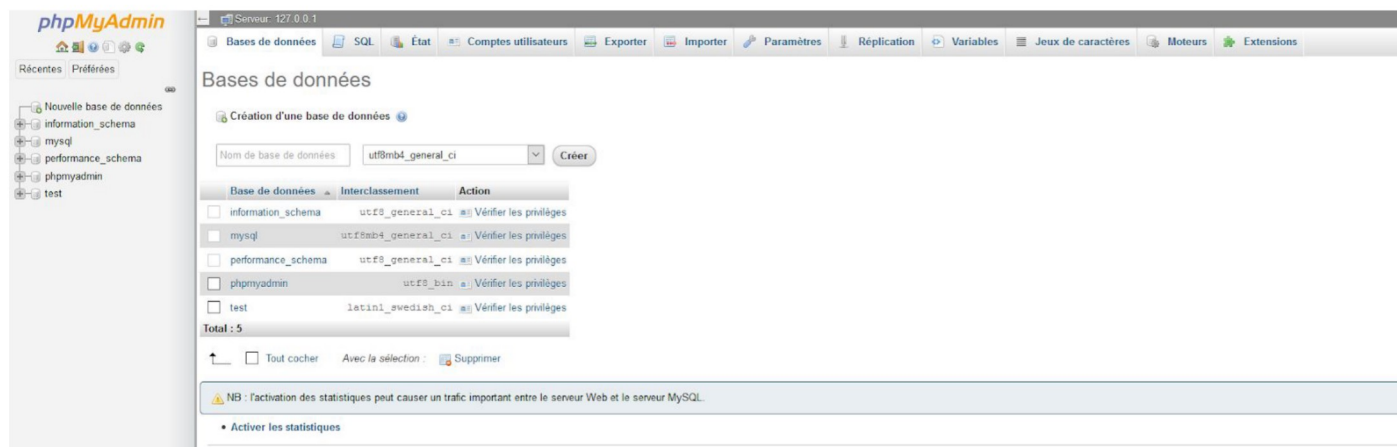 phpMyAdmin
Récentes Préférées
Nouvelle base de données
information_schema
mysql
performance_schema
phpmyadmin
test
Serveur: 127.0.0.1
Bases de données SQL État Comptes utilisateurs Exporter Importer Paramètres Réplication Variables Jeux de caractères Moteurs Extensions
Bases de données
Création d'une base de données
Nom de base de données utf8mb4_general_ci Créer
Base de données Interclassement Action
information_schema utf8_general_ci Vérifier les privilèges
mysql utf8mb4_general_ci Vérifier les privilèges
performance_schema utf8_general_ci Vérifier les privilèges
phpmyadmin utf8_bin Vérifier les privilèges
test latin1_swedish_ci Vérifier les privilèges
Total : 5
Tout cocher Avec la sélection : Supprimer
NB : l'activation des statistiques peut causer un trafic important entre le serveur Web et le serveur MySQL.
• Activer les statistiques